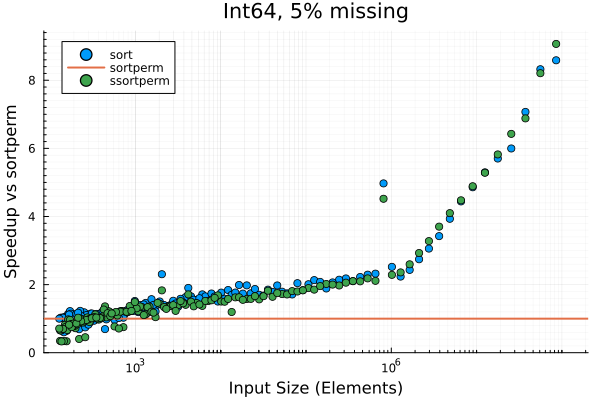 Int64, 5% missing
sort
sortperm
ssortperm
Speedup vs sortperm
8
6
4
2
0
10³
10⁶
Input Size (Elements)